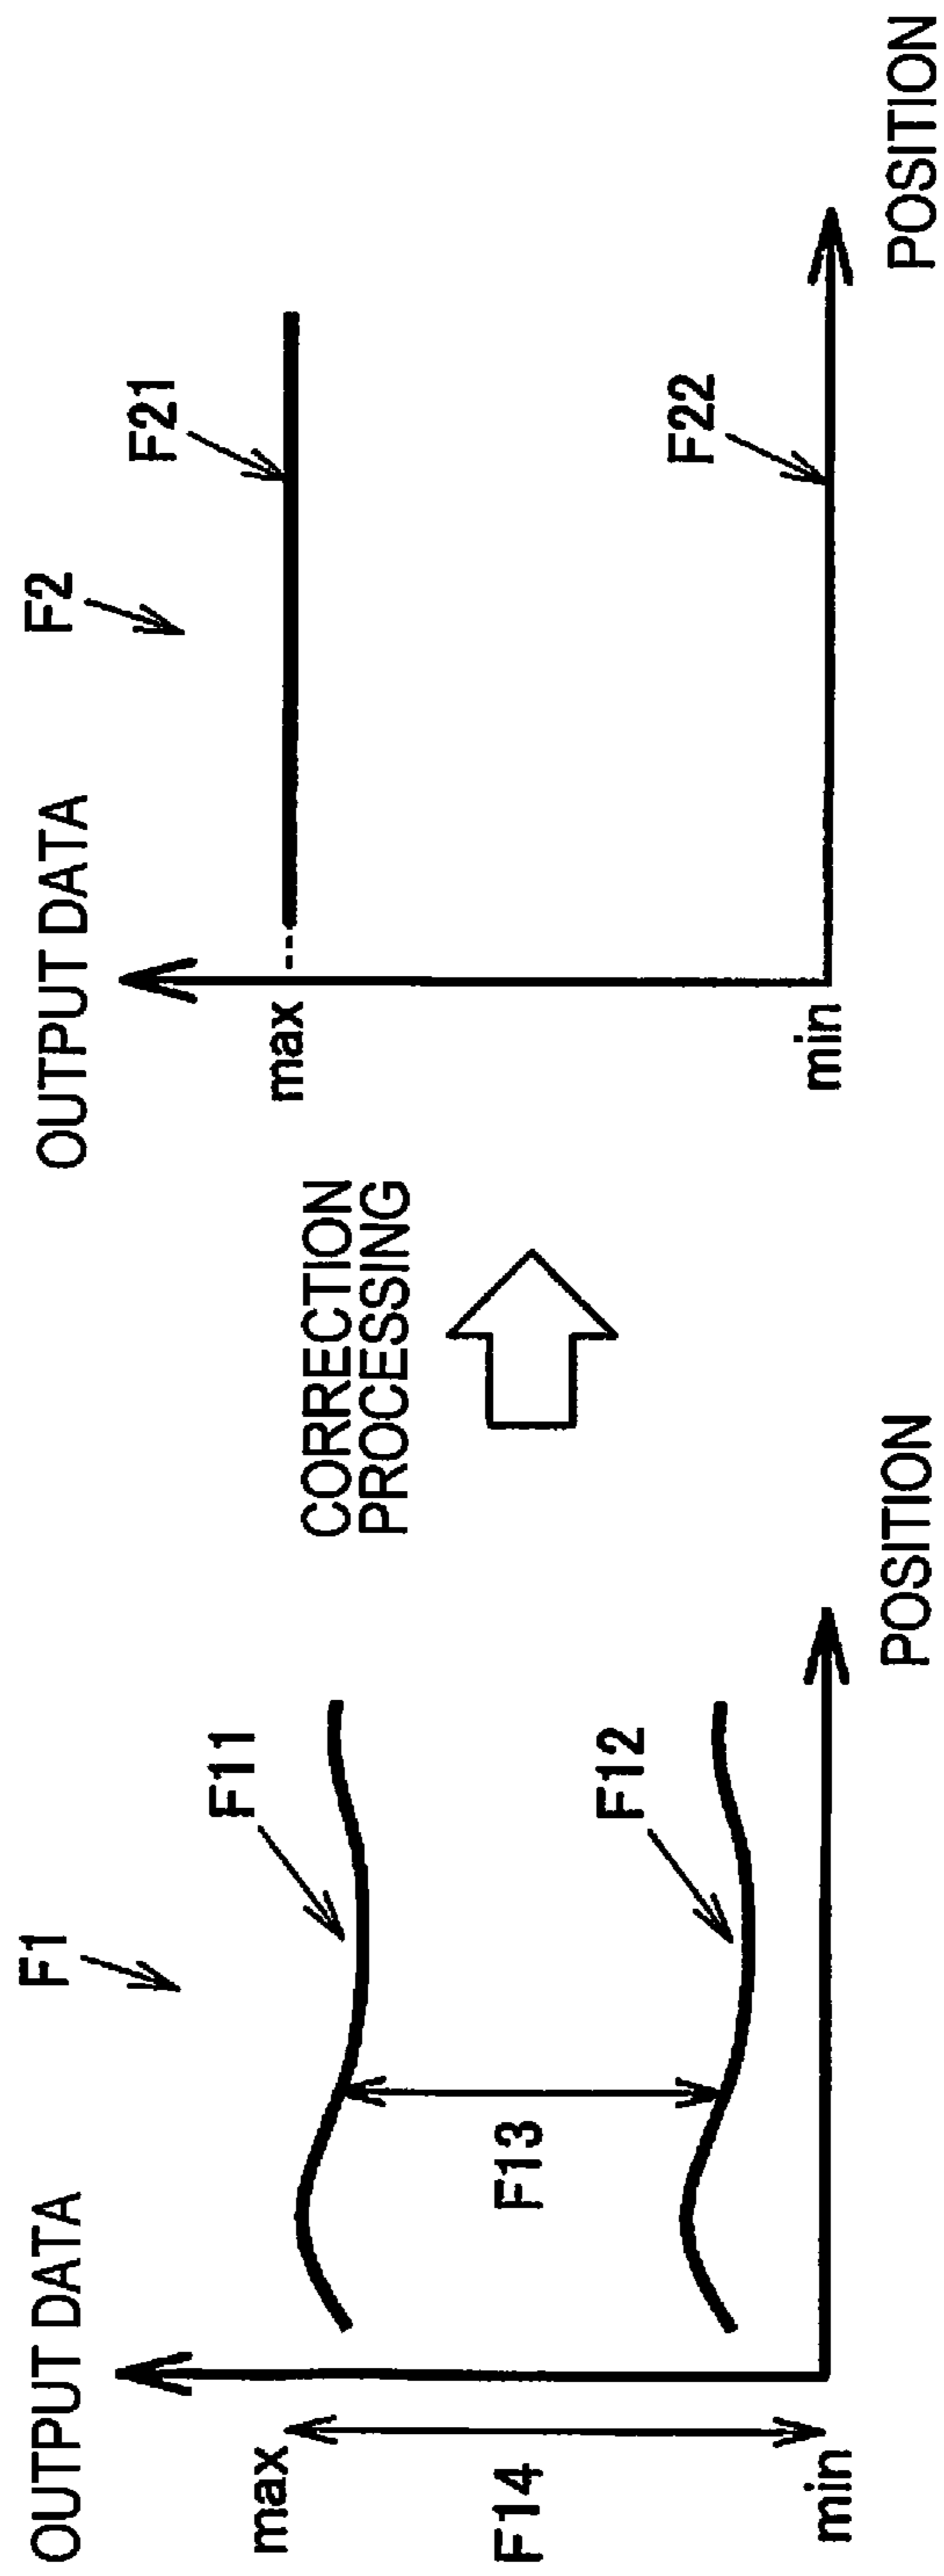 F1
OUTPUT DATA
max
F14
min
F11
F13
F12
POSITION
CORRECTION
PROCESSING
F2
OUTPUT DATA
max
min
F21
F22
POSITION